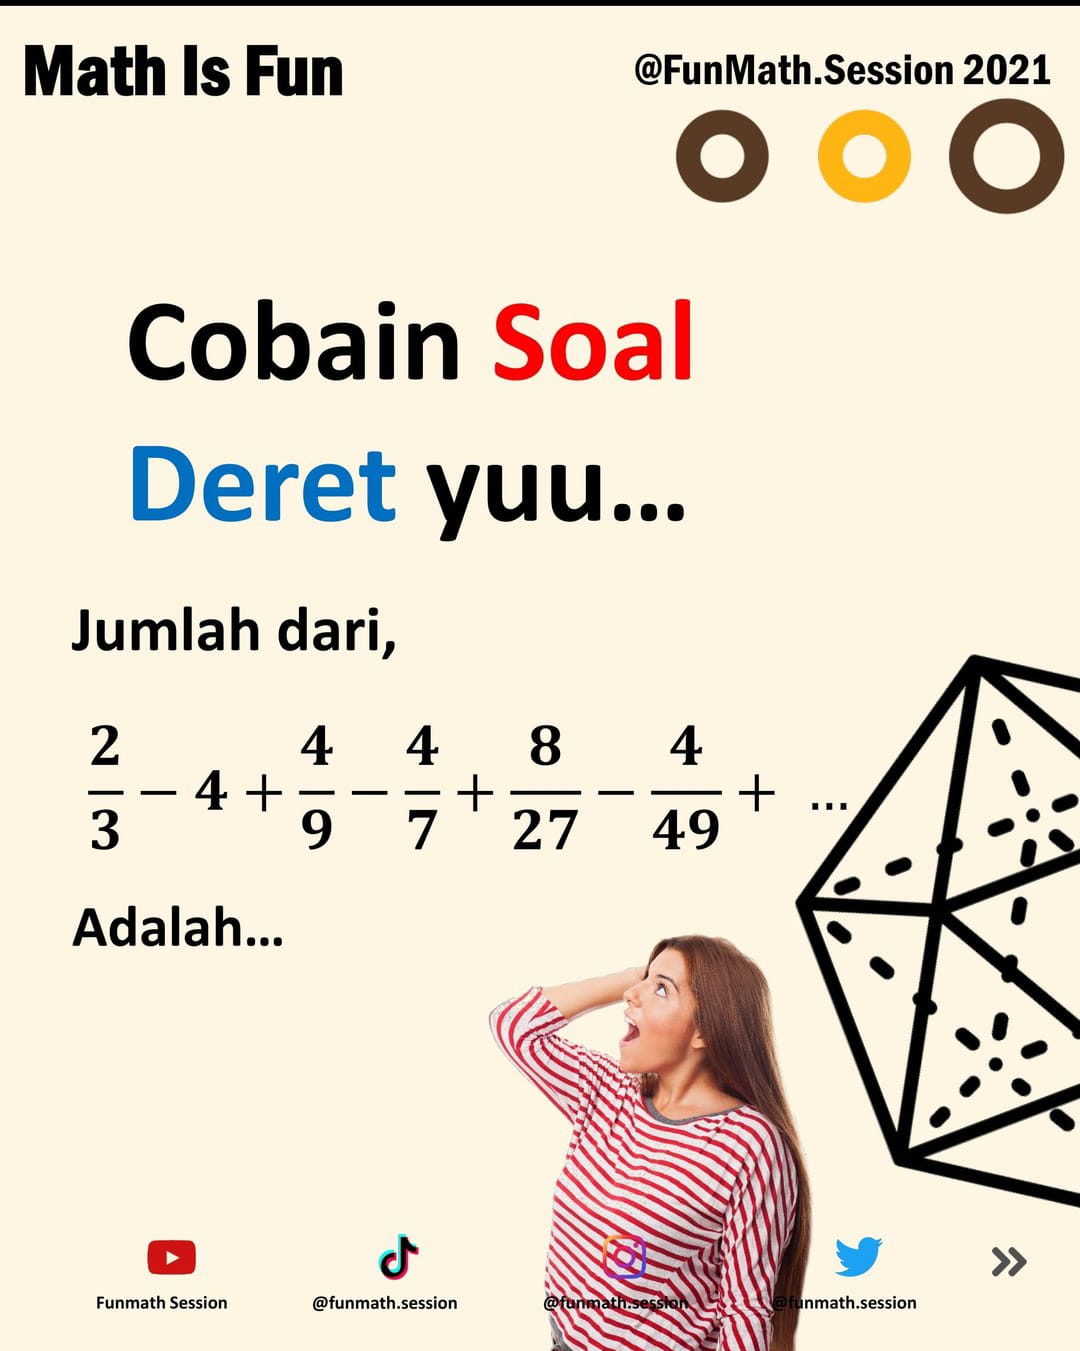 Math Is Fun
@FunMath.Session 2021
Cobain Soal
Deret yuu...
Jumlah dari,
2/3 − 4 + 4/9 − 4/7 + 8/27 − 4/49 + ...
Adalah...
Funmath Session
@funmath.session
@funmath.session
@funmath.session